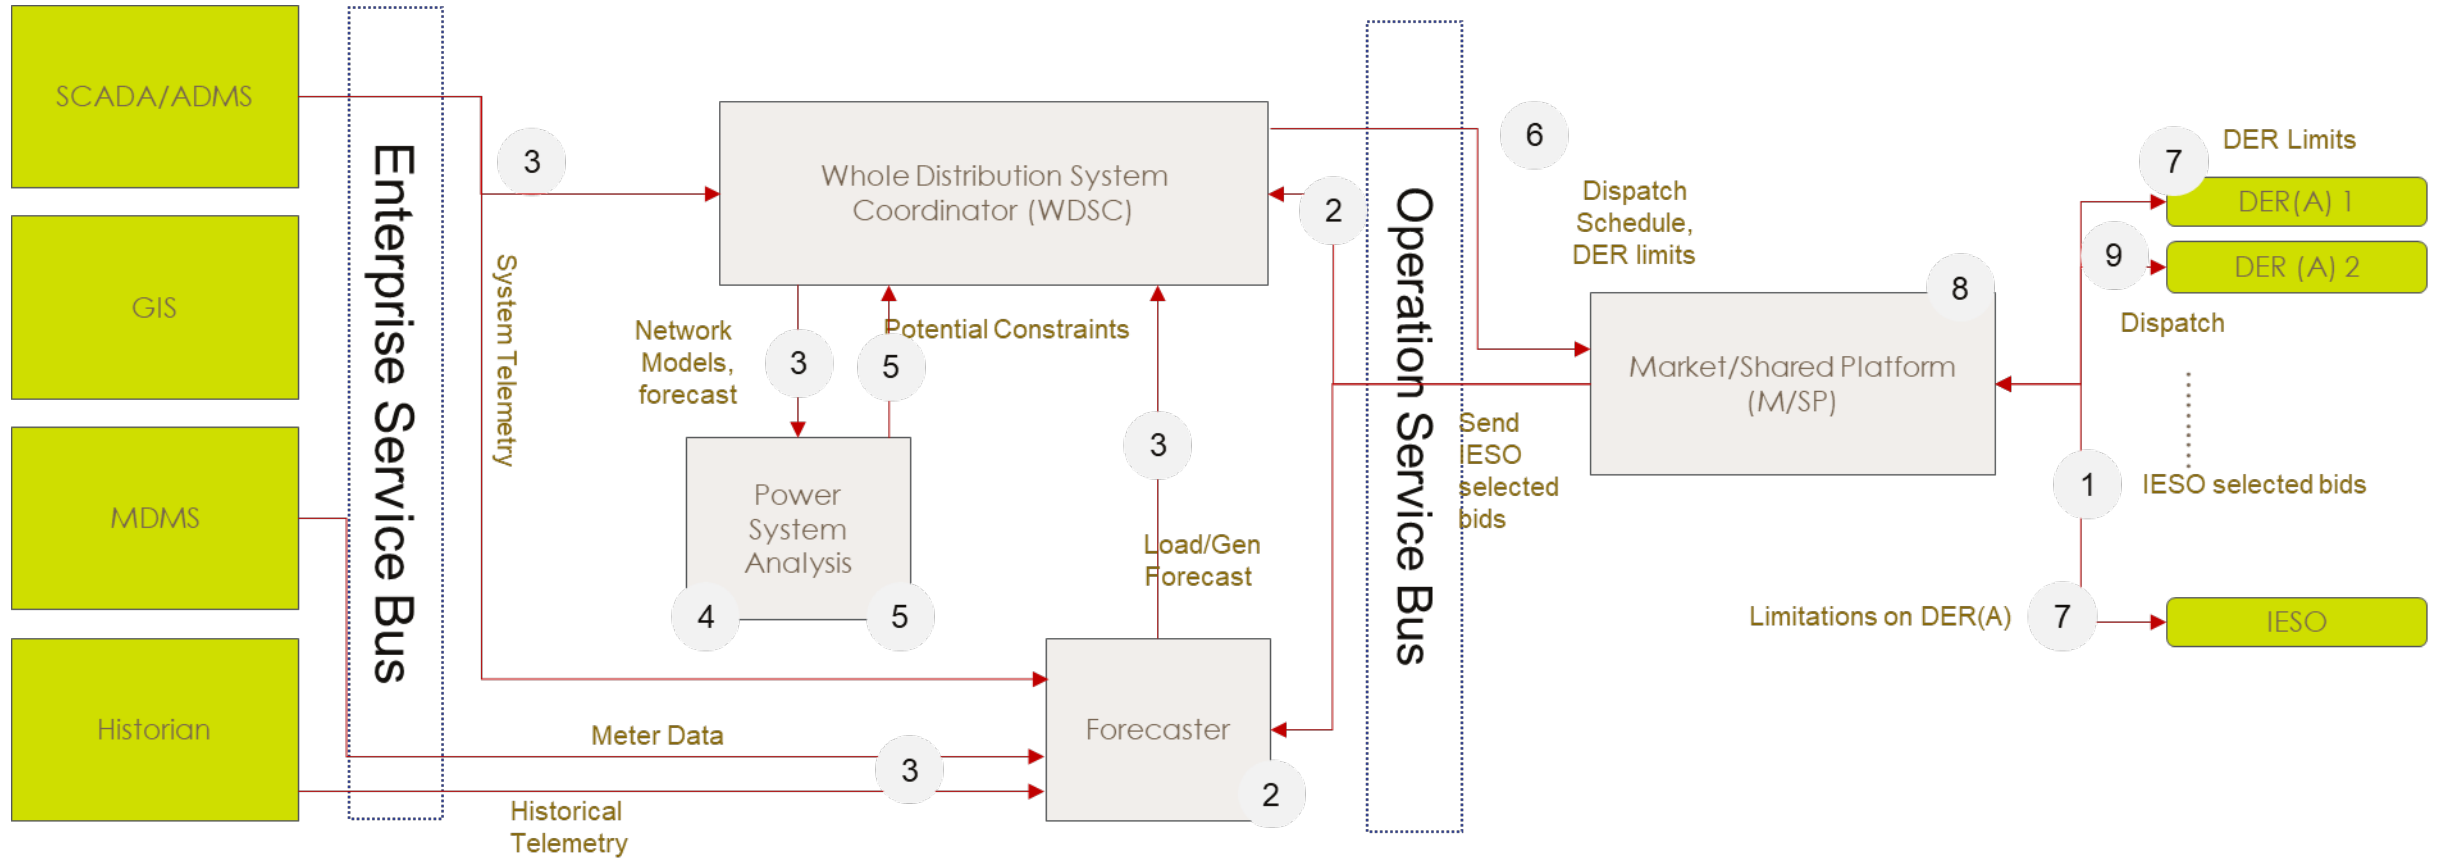 SCADA/ADMS
GIS
MDMS
Historian
Enterprise Service Bus
3
System Telemetry
Whole Distribution System
Coordinator (WDSC)
Network
Models,
forecast
3
5
Potential Constraints
Power
System
Analysis
4
5
3
Load/Gen
Forecast
Forecaster
2
Meter Data
3
Historical
Telemetry
2
Operation Service Bus
6
Dispatch
Schedule,
DER limits
Send
IESO
selected
bids
8
Market/Shared Platform
(M/SP)
7
DER Limits
DER(A) 1
9
DER (A) 2
Dispatch
1
IESO selected bids
Limitations on DER(A)
7
IESO